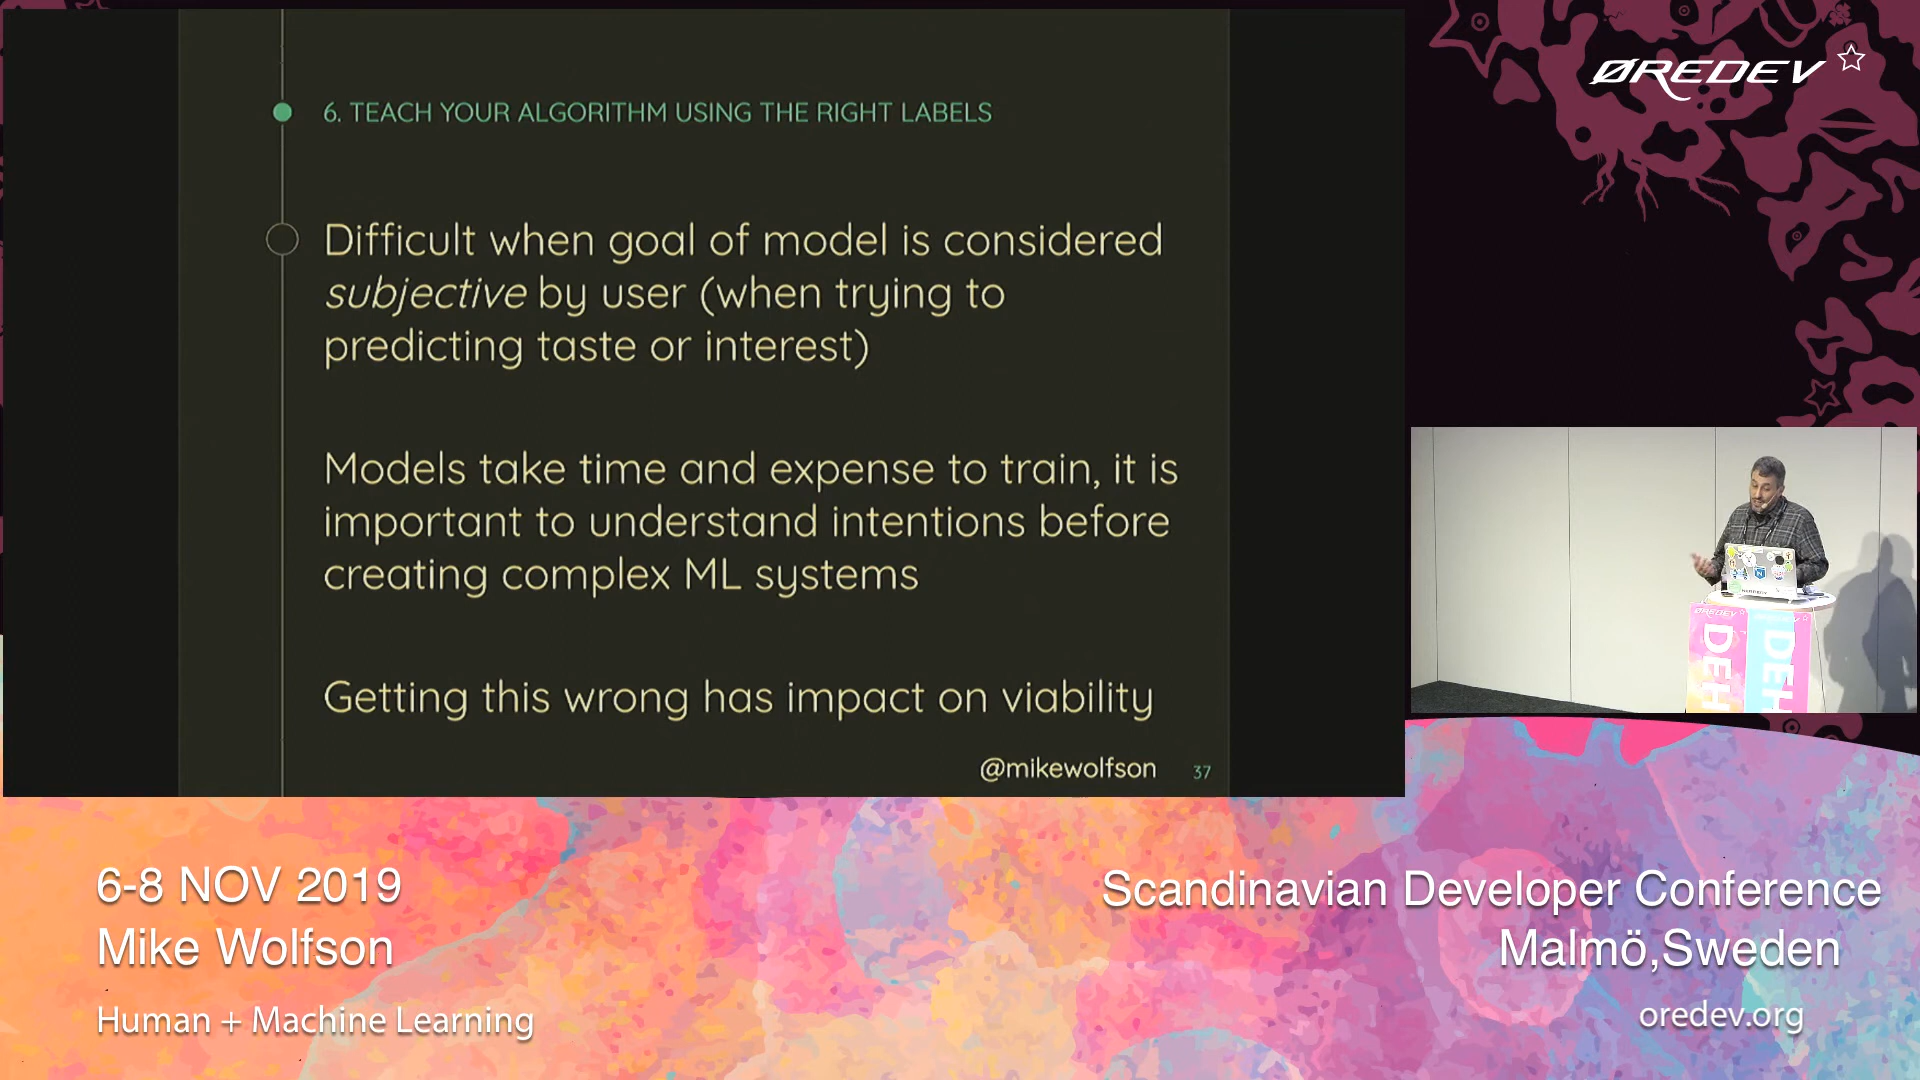 6. TEACH YOUR ALGORITHM USING THE RIGHT LABELS
Difficult when goal of model is considered
subjective by user (when trying to
predicting taste or interest)
Models take time and expense to train, it is
important to understand intentions before
creating complex ML systems
Getting this wrong has impact on viability
@mikewolfson
37
ØREDEV
ØREDEV
DEH
DEH
6-8 NOV 2019
Mike Wolfson
Human + Machine Learning
Scandinavian Developer Conference
Malmö,Sweden
oredev.org